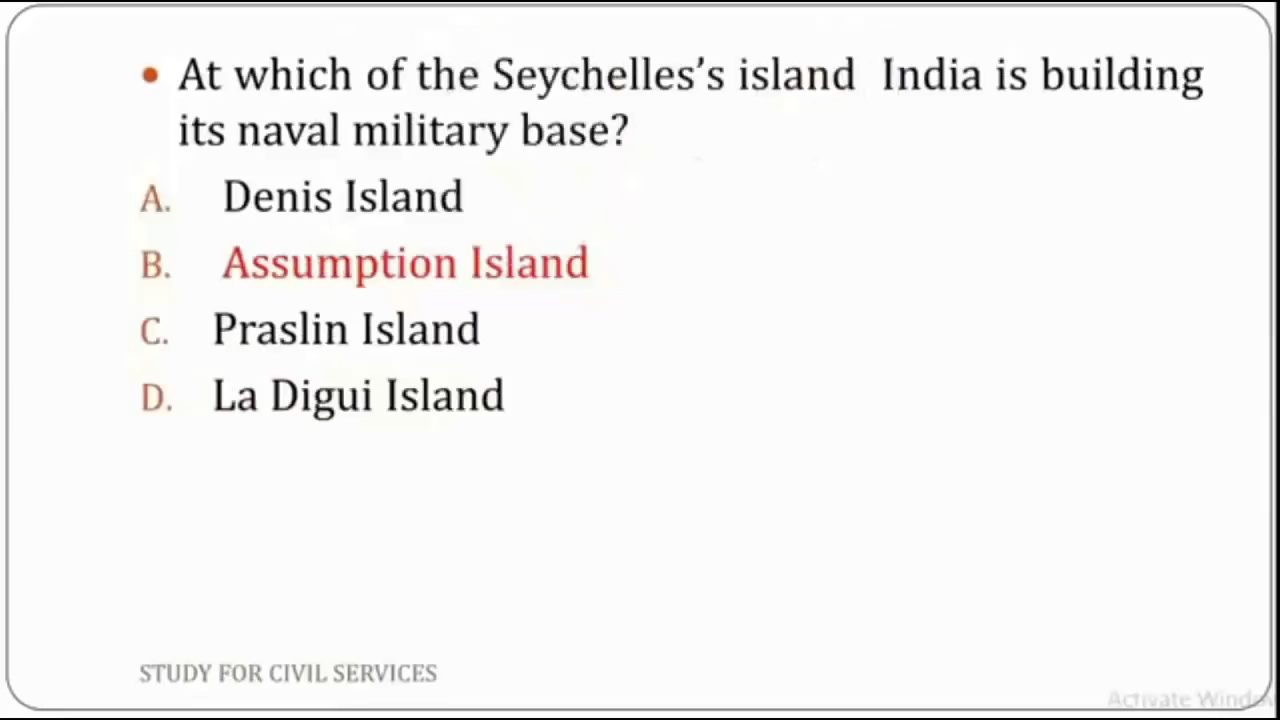 • At which of the Seychelles’s island India is building
its naval military base?
A. Denis Island
B. Assumption Island
C. Praslin Island
D. La Digui Island
STUDY FOR CIVIL SERVICES
Activate Windo